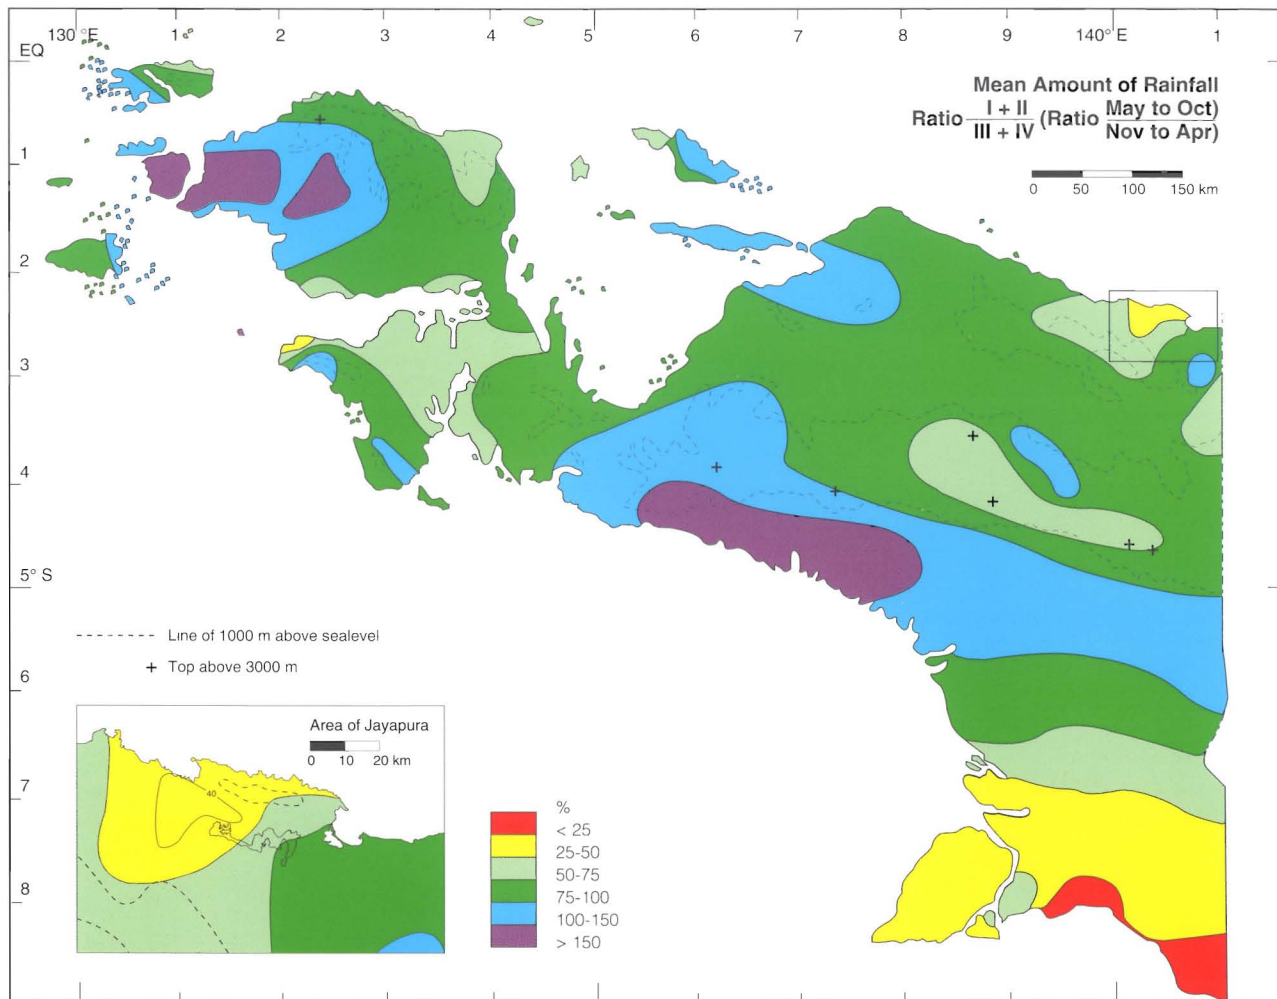 130° E 1 2 3 4 5 6 7 8 9 140° E 1
EQ
Mean Amount of Rainfall
Ratio I + II / III + IV (Ratio May to Oct / Nov to Apr)
0 50 100 150 km
1
2
3
4
5° S
6
7
8
Line of 1000 m above sealevel
+ Top above 3000 m
Area of Jayapura
0 10 20 km
40
%
< 25
25-50
50-75
75-100
100-150
> 150